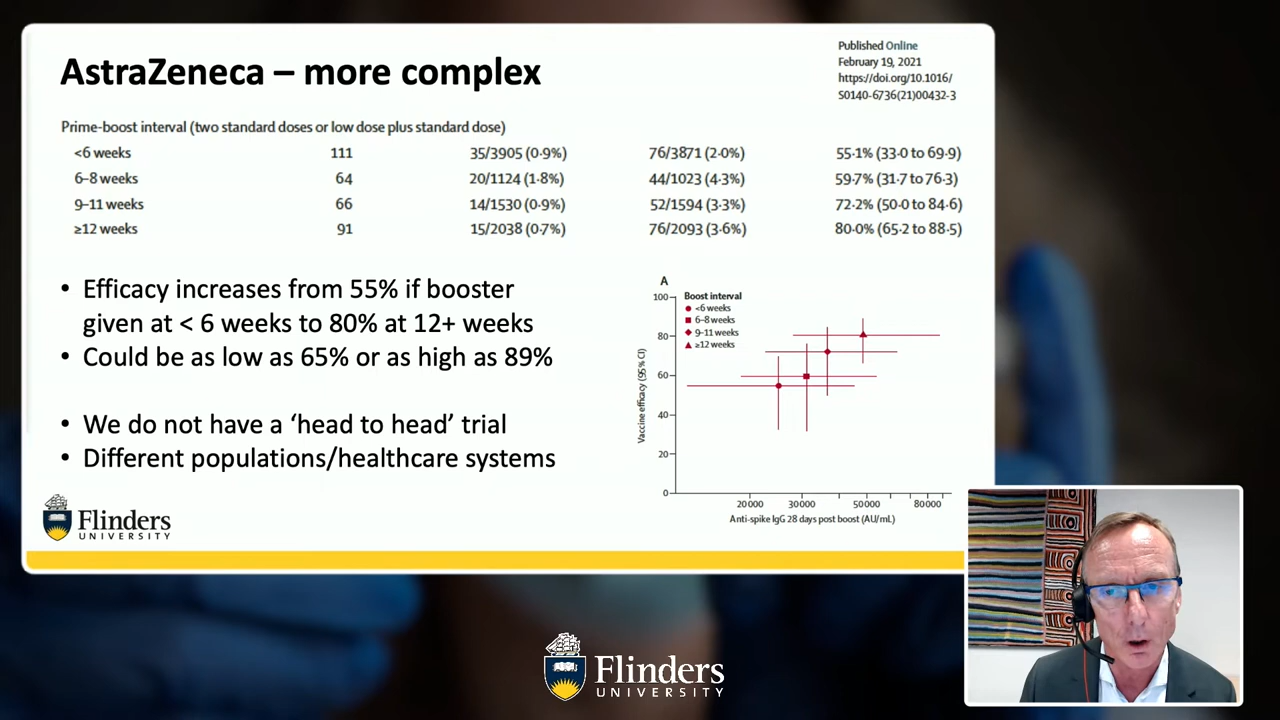 AstraZeneca – more complex
Published Online
February 19, 2021
https://doi.org/10.1016/
S0140-6736(21)00432-3
Prime-boost interval (two standard doses or low dose plus standard dose)
<6 weeks 111 35/3905 (0·9%) 76/3871 (2·0%) 55·1% (33·0 to 69·9)
6–8 weeks 64 20/1124 (1·8%) 44/1023 (4·3%) 59·7% (31·7 to 76·3)
9–11 weeks 66 14/1530 (0·9%) 52/1594 (3·3%) 72·2% (50·0 to 84·6)
≥12 weeks 91 15/2038 (0·7%) 76/2093 (3·6%) 80·0% (65·2 to 88·5)
• Efficacy increases from 55% if booster
given at < 6 weeks to 80% at 12+ weeks
• Could be as low as 65% or as high as 89%
• We do not have a ‘head to head’ trial
• Different populations/healthcare systems
A
Boost interval
<6 weeks
6–8 weeks
9–11 weeks
≥12 weeks
Vaccine efficacy (95% CI)
100
80
60
40
20
0
20000 30000 50000 80000
Anti-spike IgG 28 days post boost (AU/mL)
Flinders
UNIVERSITY
Flinders
UNIVERSITY